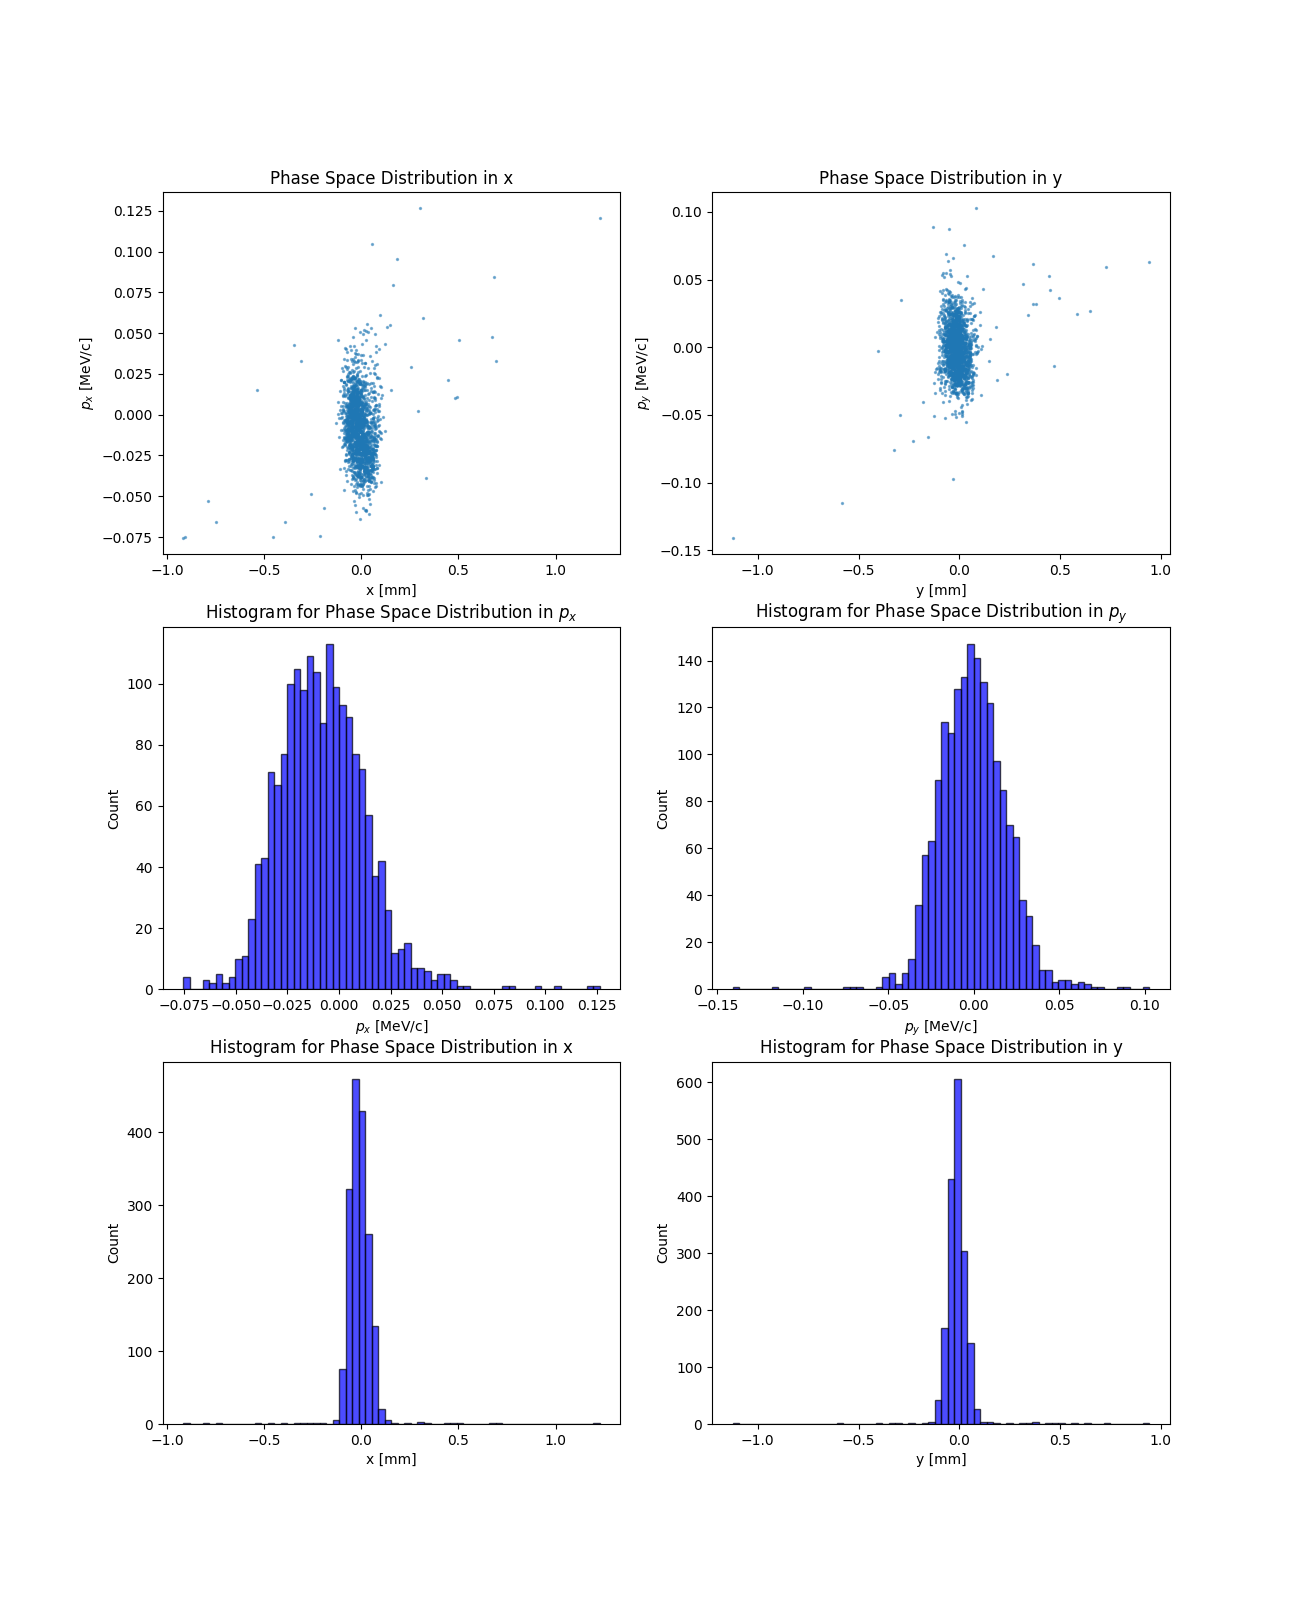 Phase Space Distribution in x
Phase Space Distribution in y
0.125
0.100
0.075
0.050
0.025
0.000
−0.025
−0.050
−0.075
pₓ [MeV/c]
−1.0 −0.5 0.0 0.5 1.0
x [mm]
0.10
0.05
0.00
−0.05
−0.10
−0.15
p_y [MeV/c]
−1.0 −0.5 0.0 0.5 1.0
y [mm]
Histogram for Phase Space Distribution in pₓ
Histogram for Phase Space Distribution in p_y
100
80
60
40
20
0
Count
−0.075 −0.050 −0.025 0.000 0.025 0.050 0.075 0.100 0.125
pₓ [MeV/c]
140
120
100
80
60
40
20
0
Count
−0.15 −0.10 −0.05 0.00 0.05 0.10
p_y [MeV/c]
Histogram for Phase Space Distribution in x
Histogram for Phase Space Distribution in y
400
300
200
100
0
Count
−1.0 −0.5 0.0 0.5 1.0
x [mm]
600
500
400
300
200
100
0
Count
−1.0 −0.5 0.0 0.5 1.0
y [mm]